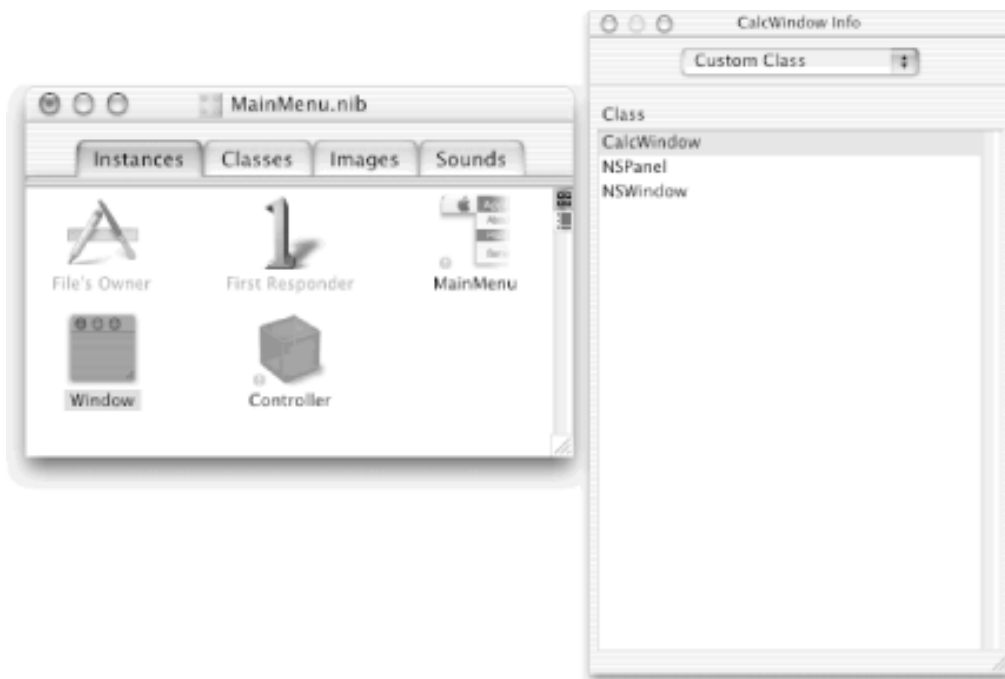 MainMenu.nib
Instances Classes Images Sounds
File's Owner First Responder MainMenu
Window Controller
CalcWindow Info
Custom Class
Class
CalcWindow
NSPanel
NSWindow